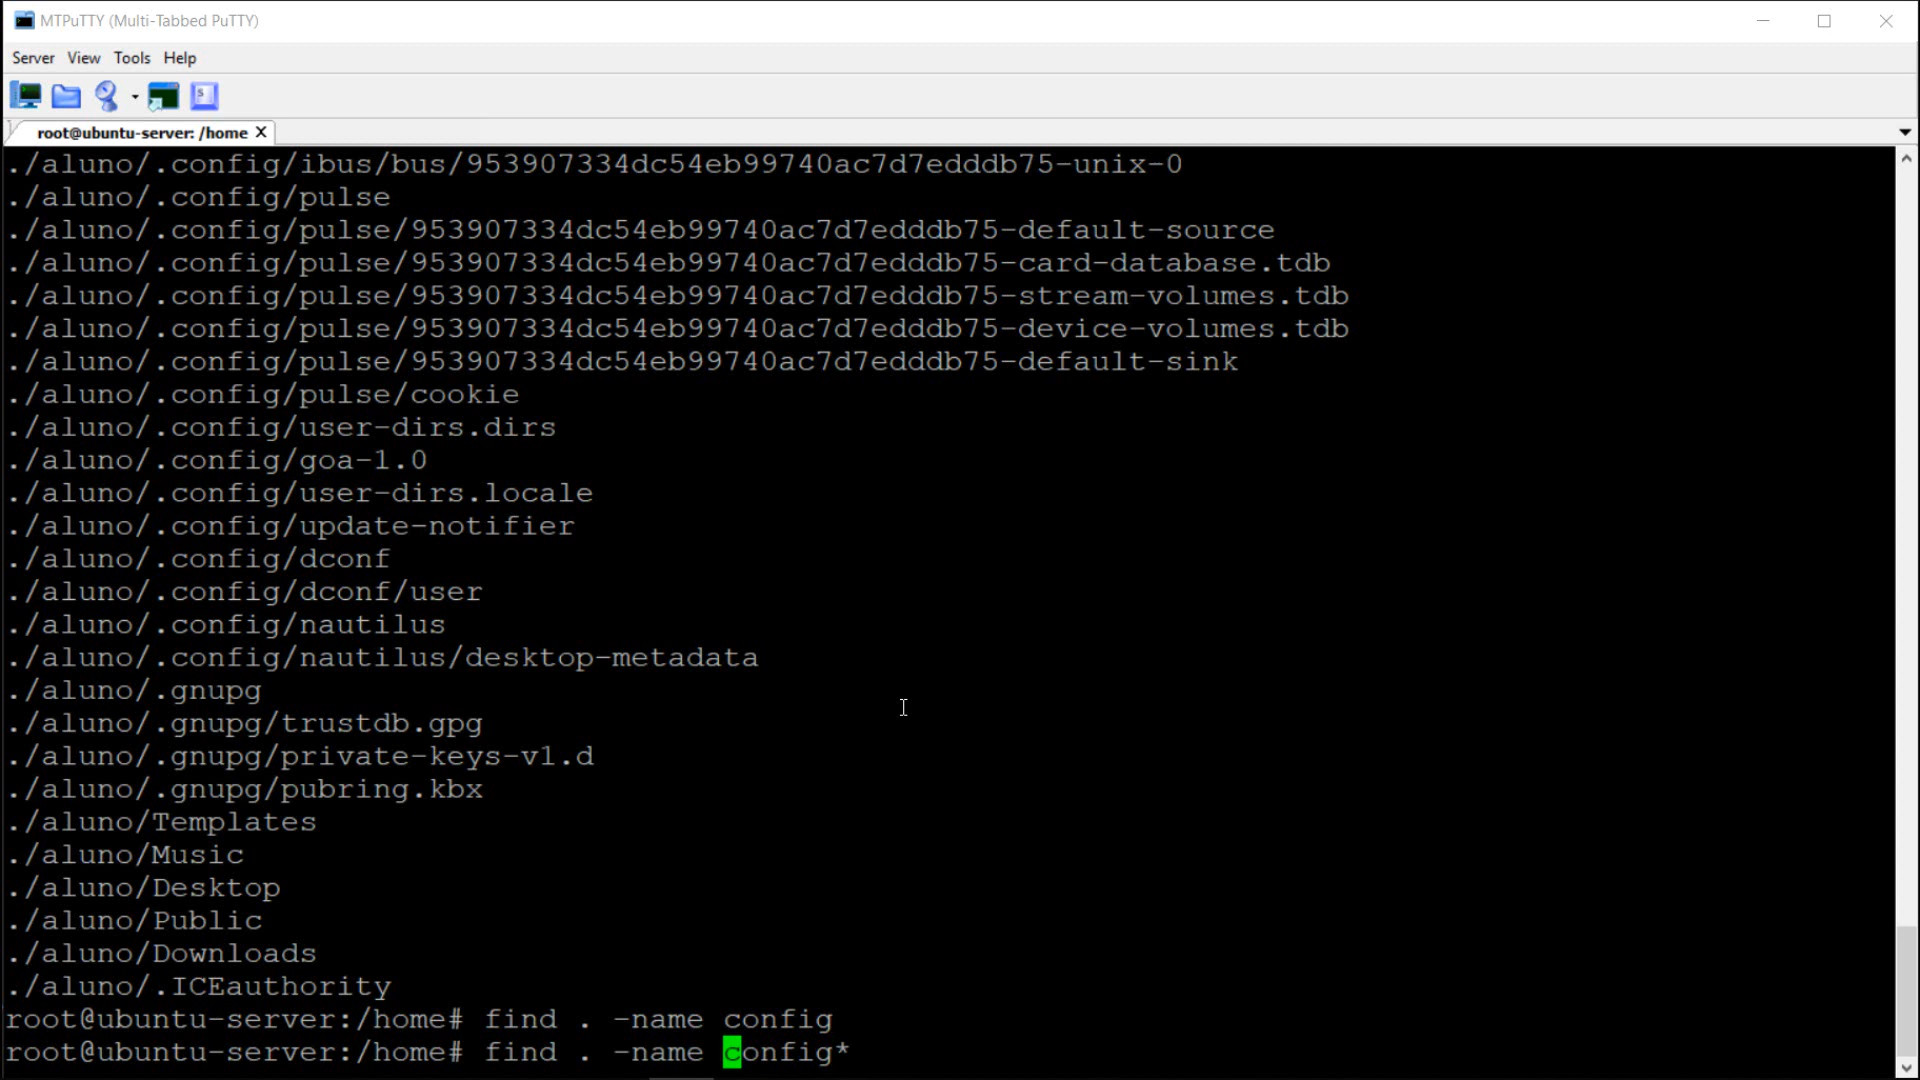 MTPuTTY (Multi-Tabbed PuTTY)
Server View Tools Help
root@ubuntu-server: /home X
./aluno/.config/ibus/bus/953907334dc54eb99740ac7d7edddb75-unix-0
./aluno/.config/pulse
./aluno/.config/pulse/953907334dc54eb99740ac7d7edddb75-default-source
./aluno/.config/pulse/953907334dc54eb99740ac7d7edddb75-card-database.tdb
./aluno/.config/pulse/953907334dc54eb99740ac7d7edddb75-stream-volumes.tdb
./aluno/.config/pulse/953907334dc54eb99740ac7d7edddb75-device-volumes.tdb
./aluno/.config/pulse/953907334dc54eb99740ac7d7edddb75-default-sink
./aluno/.config/pulse/cookie
./aluno/.config/user-dirs.dirs
./aluno/.config/goa-1.0
./aluno/.config/user-dirs.locale
./aluno/.config/update-notifier
./aluno/.config/dconf
./aluno/.config/dconf/user
./aluno/.config/nautilus
./aluno/.config/nautilus/desktop-metadata
./aluno/.gnupg
./aluno/.gnupg/trustdb.gpg
./aluno/.gnupg/private-keys-v1.d
./aluno/.gnupg/pubring.kbx
./aluno/Templates
./aluno/Music
./aluno/Desktop
./aluno/Public
./aluno/Downloads
./aluno/.ICEauthority
root@ubuntu-server:/home# find . -name config
root@ubuntu-server:/home# find . -name config*